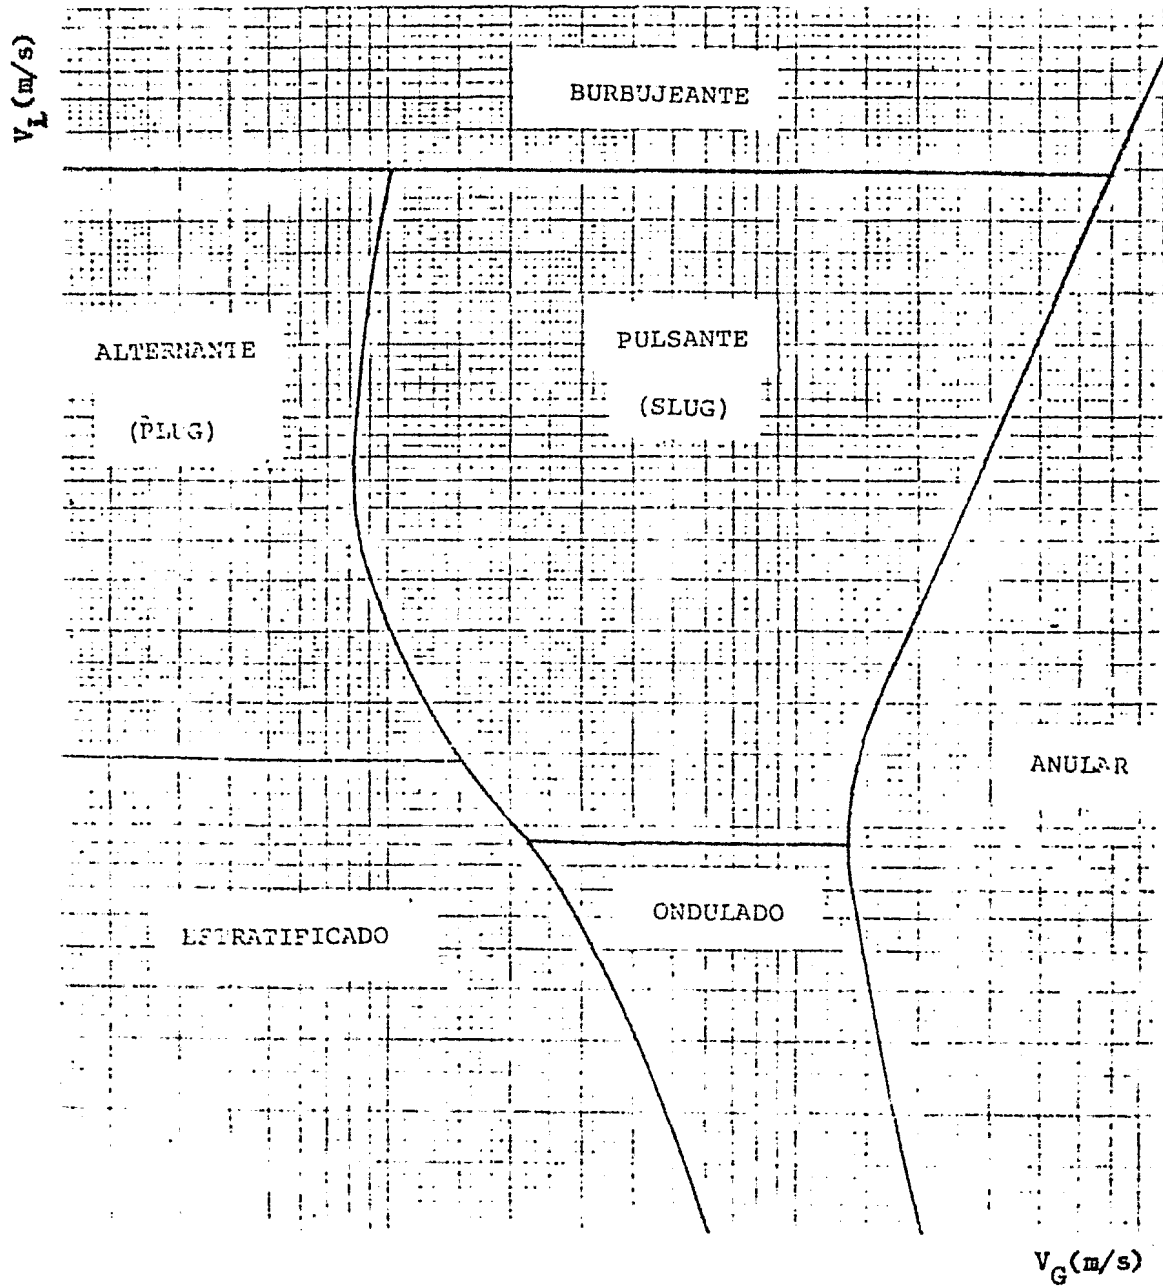 V_L(m/s)
BURBUJEANTE
ALTERNANTE
(PLUG)
PULSANTE
(SLUG)
ANULAR
ONDULADO
ESTRATIFICADO
V_G(m/s)